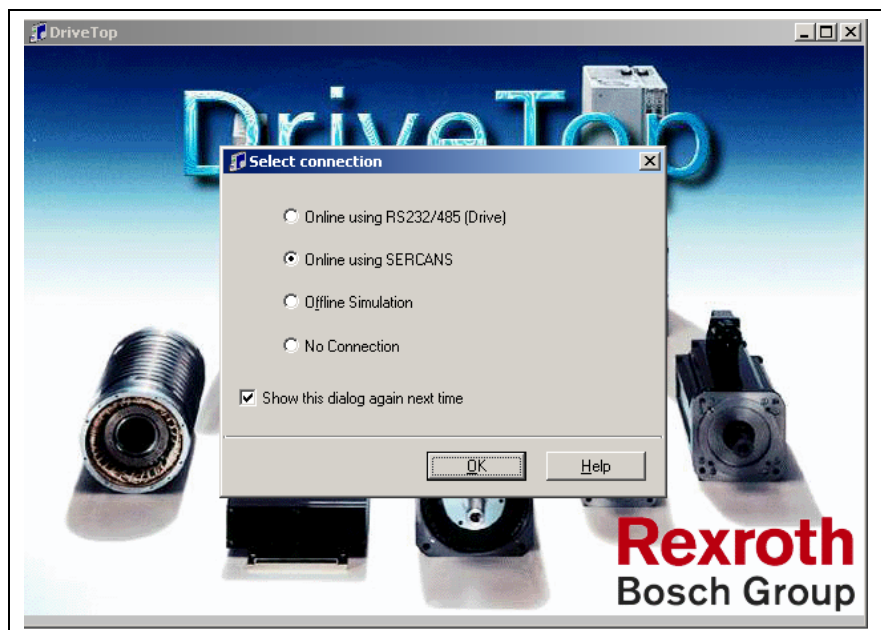 DriveTop
DriveTop
Select connection
Online using RS232/485 (Drive)
Online using SERCANS
Offline Simulation
No Connection
Show this dialog again next time
OK
Help
Rexroth
Bosch Group